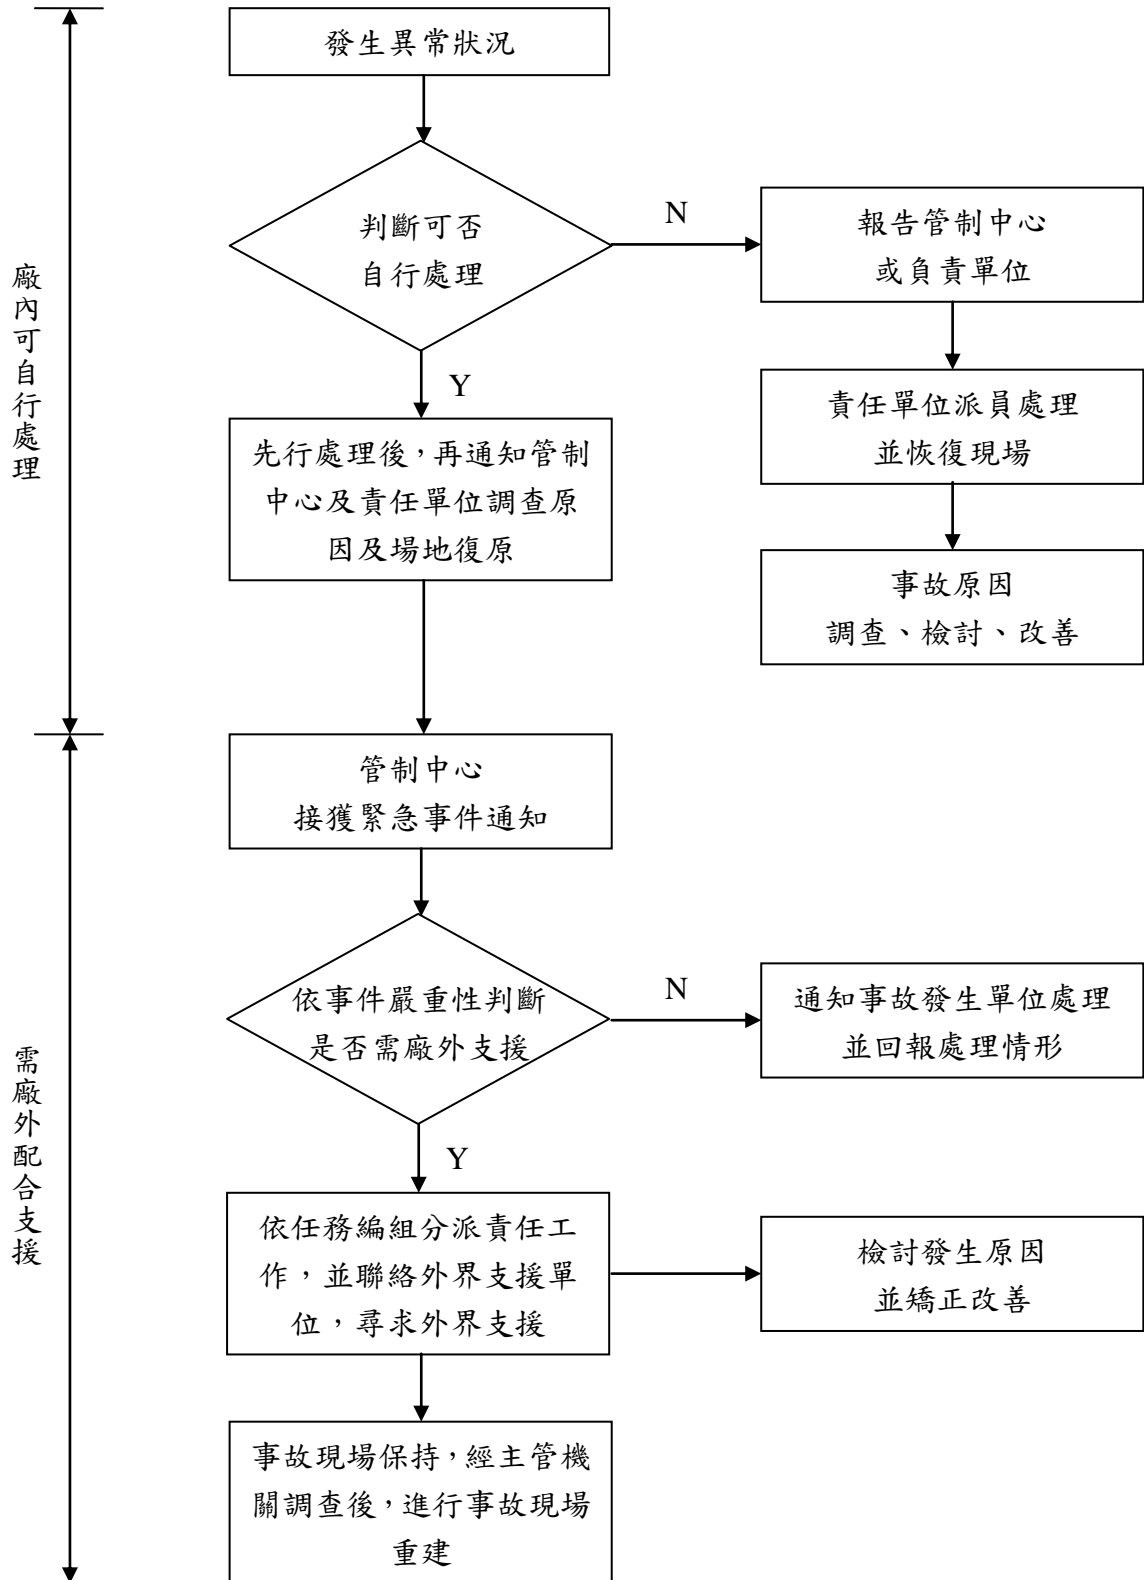 發生異常狀況
判斷可否
自行處理
N
報告管制中心
或負責單位
Y
責任單位派員處理
並恢復現場
先行處理後，再通知管制
中心及責任單位調查原
因及場地復原
事故原因
調查、檢討、改善
廠內可自行處理
管制中心
接獲緊急事件通知
依事件嚴重性判斷
是否需廠外支援
N
通知事故發生單位處理
並回報處理情形
Y
依任務編組分派責任工
作，並聯絡外界支援單
位，尋求外界支援
檢討發生原因
並矯正改善
事故現場保持，經主管機
關調查後，進行事故現場
重建
需廠外配合支援